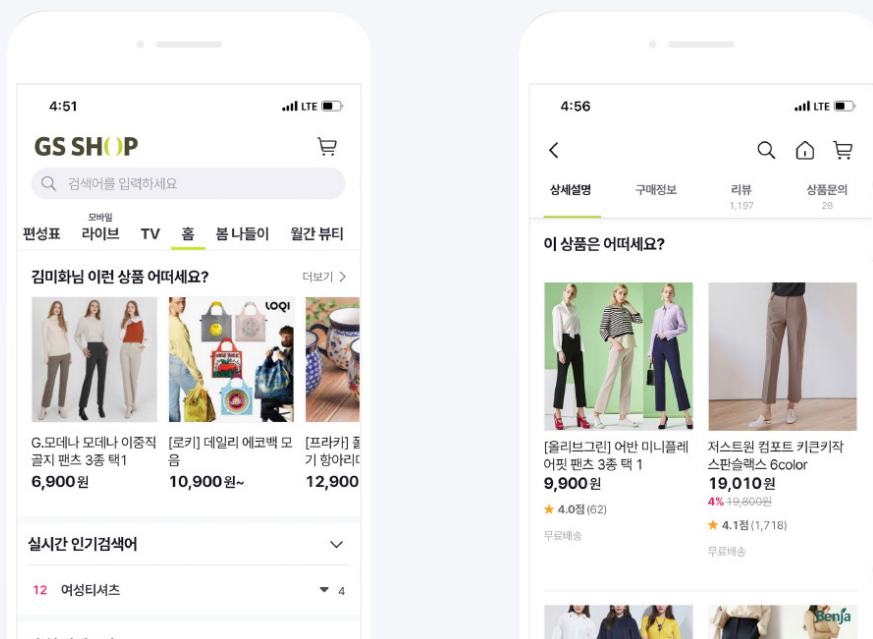 4:51
LTE
GS SHOP
검색어를 입력하세요
편성표
모바일
라이브
TV
홈
봄 나들이
월간 뷰티
김미화님 이런 상품 어떠세요?
더보기
LOQI
G.모데나 모데나 이중직
골지 팬츠 3종 택1
6,900원
[로키] 데일리 에코백 모
음
10,900원~
[프라카]
기 항아리
12,900
실시간 인기검색어
12 여성티셔츠
4
4:56
LTE
상세설명
구매정보
리뷰
1,197
상품문의
28
이 상품은 어떠세요?
[올리브그린] 어반 미니플레
어핏 팬츠 3종 택 1
9,900원
4.0점(62)
무료배송
저스트원 컴포트 키큰키작
스판슬랙스 6color
19,010원
4% 19,800원
4.1점(1,718)
무료배송
Benja